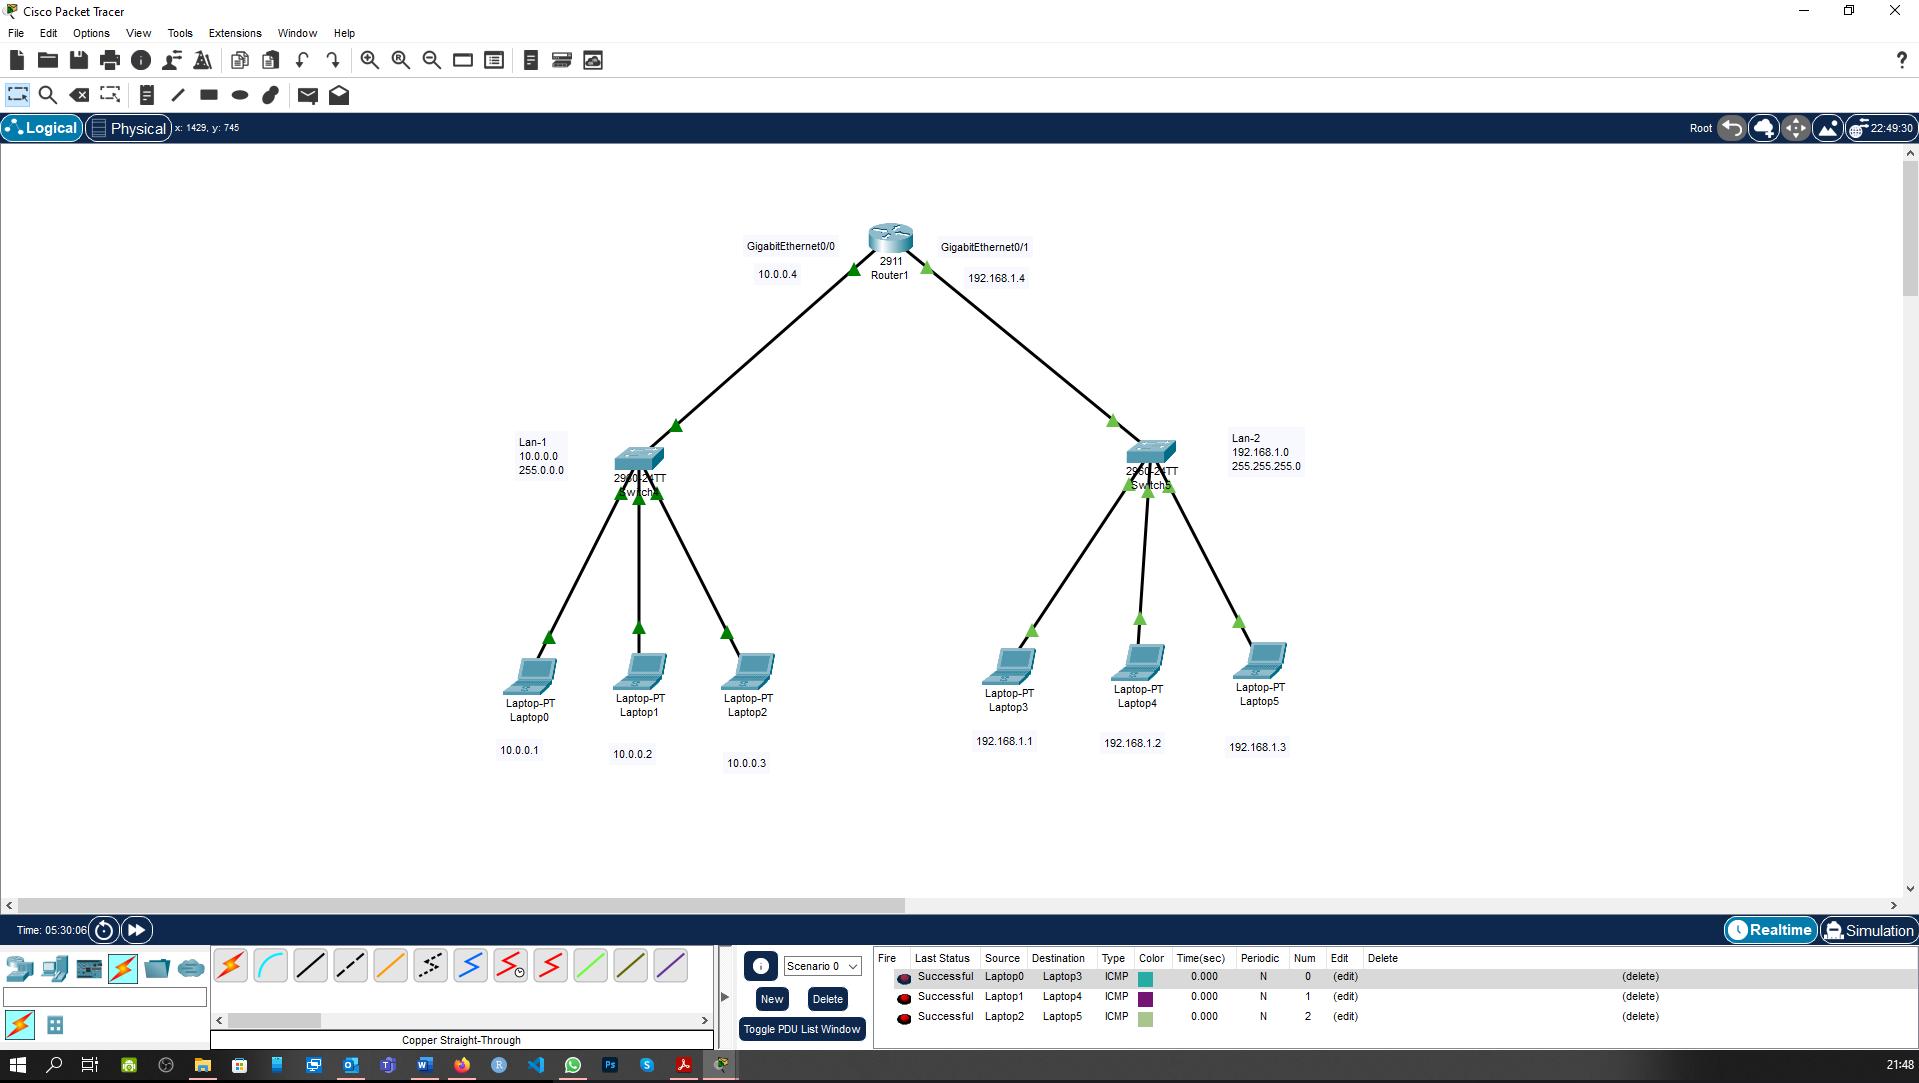 Cisco Packet Tracer
File Edit Options View Tools Extensions Window Help
?
Logical Physical x: 1429, y: 745 Root 22:49:30
GigabitEthernet0/0
10.0.0.4
2911
Router1
GigabitEthernet0/1
192.168.1.4
Lan-1
10.0.0.0
255.0.0.0
2960-24TT
Switch4
2960-24TT
Switch5
Lan-2
192.168.1.0
255.255.255.0
Laptop-PT
Laptop0
10.0.0.1
Laptop-PT
Laptop1
10.0.0.2
Laptop-PT
Laptop2
10.0.0.3
Laptop-PT
Laptop3
192.168.1.1
Laptop-PT
Laptop4
192.168.1.2
Laptop-PT
Laptop5
192.168.1.3
Time: 05:30:06 Realtime Simulation
Copper Straight-Through
Scenario 0
New Delete
Toggle PDU List Window
Fire Last Status Source Destination Type Color Time(sec) Periodic Num Edit Delete
Successful Laptop0 Laptop3 ICMP 0.000 N 0 (edit) (delete)
Successful Laptop1 Laptop4 ICMP 0.000 N 1 (edit) (delete)
Successful Laptop2 Laptop5 ICMP 0.000 N 2 (edit) (delete)
21:48